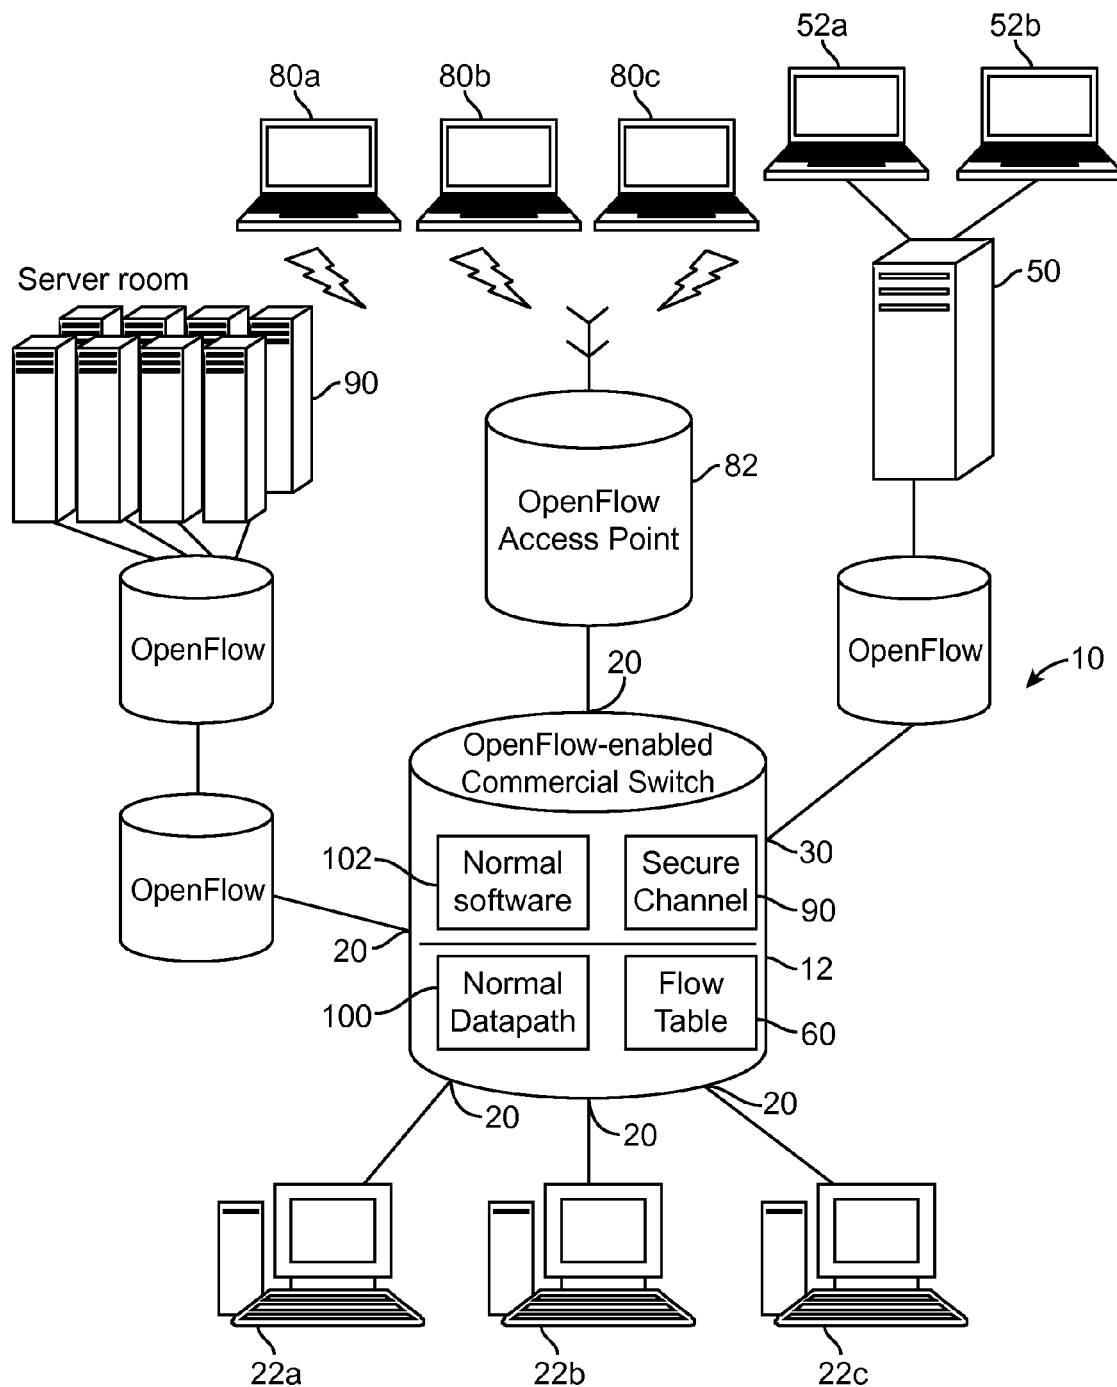 52a
52b
80a
80b
80c
Server room
50
90
82
OpenFlow
Access Point
OpenFlow
OpenFlow
10
20
OpenFlow-enabled
Commercial Switch
OpenFlow
102
Normal
software
Secure
Channel
30
90
20
12
100
Normal
Datapath
Flow
Table
60
20
20
20
22a
22b
22c